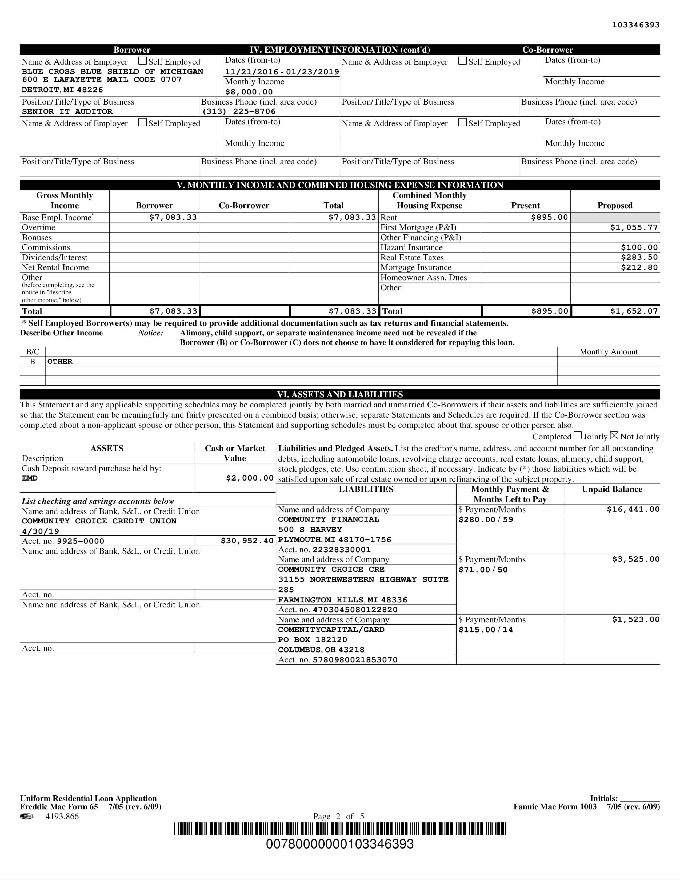 103346393
Borrower IV. EMPLOYMENT INFORMATION (cont'd) Co-Borrower
Name & Address of Employer Self Employed Dates (from-to) Name & Address of Employer Self Employed Dates (from-to)
BLUE CROSS BLUE SHIELD OF MICHIGAN 11/21/2016-01/23/2019
600 E LAFAYETTE MAIL CODE 0707 Monthly Income Monthly Income
DETROIT, MI 48226 $8,000.00
Position/Title/Type of Business Business Phone (incl. area code) Position/Title/Type of Business Business Phone (incl. area code)
SENIOR IT AUDITOR (313) 225-8706
Name & Address of Employer Self Employed Dates (from-to) Name & Address of Employer Self Employed Dates (from-to)
Monthly Income Monthly Income
Position/Title/Type of Business Business Phone (incl. area code) Position/Title/Type of Business Business Phone (incl. area code)
V. MONTHLY INCOME AND COMBINED HOUSING EXPENSE INFORMATION
Gross Monthly Income Borrower Co-Borrower Total Combined Monthly Housing Expense Present Proposed
Base Empl. Income* $7,083.33 $7,083.33 Rent $895.00
Overtime First Mortgage (P&I) $1,055.77
Bonuses Other Financing (P&I)
Commissions Hazard Insurance $100.00
Dividends/Interest Real Estate Taxes $283.50
Net Rental Income Mortgage Insurance $212.80
Other Homeowner Assn. Dues
(before completing, see the Other
notice in "describe
other income," below)
Total $7,083.33 $7,083.33 Total $895.00 $1,652.07
* Self Employed Borrower(s) may be required to provide additional documentation such as tax returns and financial statements.
Describe Other Income Notice: Alimony, child support, or separate maintenance income need not be revealed if the
Borrower (B) or Co-Borrower (C) does not choose to have it considered for repaying this loan.
B/C Monthly Amount
B OTHER
VI. ASSETS AND LIABILITIES
This Statement and any applicable supporting schedules may be completed jointly by both married and unmarried Co-Borrowers if their assets and liabilities are sufficiently joined
so that the Statement can be meaningfully and fairly presented on a combined basis; otherwise, separate Statements and Schedules are required. If the Co-Borrower section was
completed about a non-applicant spouse or other person, this Statement and supporting schedules must be completed about that spouse or other person also.
Completed Jointly Not Jointly
ASSETS Cash or Market Value
Description
Cash Deposit toward purchase held by:
EMD $2,000.00
List checking and savings accounts below
Name and address of Bank, S&L, or Credit Union
COMMUNITY CHOICE CREDIT UNION
4/30/19
Acct. no. 9925-0000 $30,952.40
Name and address of Bank, S&L, or Credit Union
Acct. no.
Name and address of Bank, S&L, or Credit Union
Acct. no.
Liabilities and Pledged Assets. List the creditor's name, address, and account number for all outstanding
debts, including automobile loans, revolving charge accounts, real estate loans, alimony, child support,
stock pledges, etc. Use continuation sheet, if necessary. Indicate by (*) those liabilities which will be
satisfied upon sale of real estate owned or upon refinancing of the subject property.
LIABILITIES Monthly Payment & Months Left to Pay Unpaid Balance
Name and address of Company $ Payment/Months $16,441.00
COMMUNITY FINANCIAL $280.00/59
500 S HARVEY
PLYMOUTH, MI 48170-1756
Acct. no. 22328330001
Name and address of Company $ Payment/Months $3,525.00
COMMUNITY CHOICE CRE $71.00/50
31155 NORTHWESTERN HIGHWAY SUITE
285
FARMINGTON HILLS, MI 48336
Acct. no. 4703045080122820
Name and address of Company $ Payment/Months $1,523.00
COMENITYCAPITAL/GARD $115.00/14
PO BOX 182120
COLUMBUS, OH 43218
Acct. no. 5780980021853070
Uniform Residential Loan Application Initials:
Freddie Mac Form 65 7/05 (rev. 6/09) Fannie Mae Form 1003 7/05 (rev. 6/09)
4193.866 Page 2 of 5
00780000000103346393